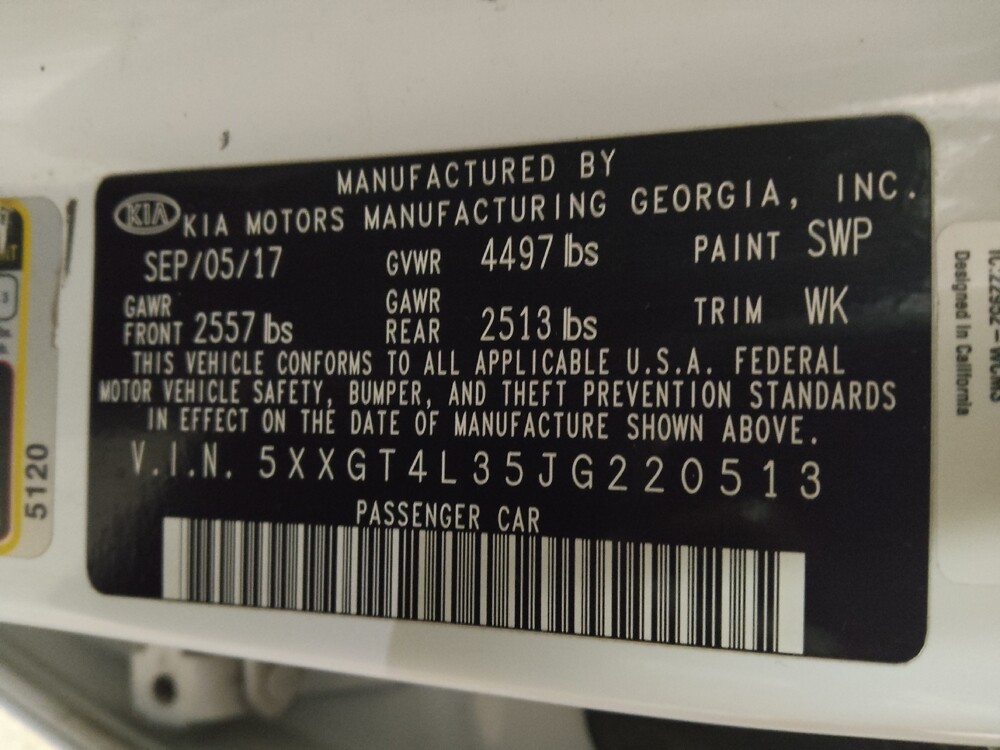 MANUFACTURED BY
KIA KIA MOTORS MANUFACTURING GEORGIA, INC.
SEP/05/17 GVWR 4497 lbs PAINT SWP
GAWR FRONT 2557 lbs GAWR REAR 2513 lbs TRIM WK
THIS VEHICLE CONFORMS TO ALL APPLICABLE U.S.A. FEDERAL
MOTOR VEHICLE SAFETY, BUMPER, AND THEFT PREVENTION STANDARDS
IN EFFECT ON THE DATE OF MANUFACTURE SHOWN ABOVE.
V.I.N. 5XXGT4L35JG220513
PASSENGER CAR
5120
Designed in California